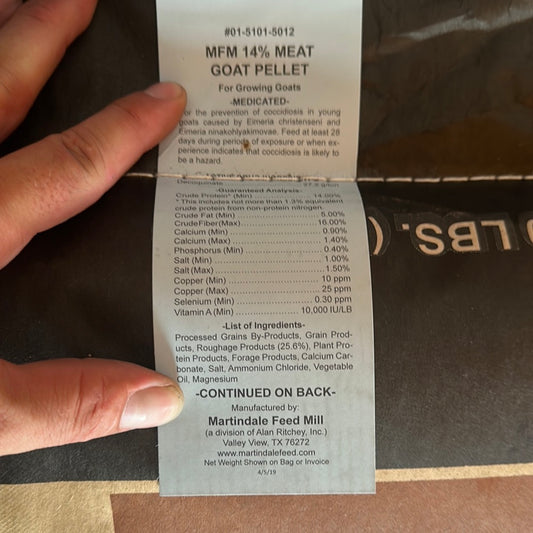 #01-5101-5012
MFM 14% MEAT
GOAT PELLET
For Growing Goats
-MEDICATED-
For the prevention of coccidiosis in young
goats caused by Eimeria christenseni and
Eimeria ninakohlyakimovae. Feed at least 28
days during periods of exposure or when ex-
perience indicates that coccidiosis is likely to
be a hazard.
Decoquinate
-Guaranteed Analysis-
Crude Protein* (Min) 14.00%
* This includes not more than 1.3% equivalent
crude protein from non-protein nitrogen.
Crude Fat (Min) 5.00%
CrudeFiber(Max) 16.00%
Calcium (Min) 0.90%
Calcium (Max) 1.40%
Phosphorus (Min) 0.40%
Salt (Min) 1.00%
Salt (Max) 1.50%
Copper (Min) 10 ppm
Copper (Max) 25 ppm
Selenium (Min) 0.30 ppm
Vitamin A (Min) 10,000 IU/LB
-List of Ingredients-
Processed Grains By-Products, Grain Prod-
ucts, Roughage Products (25.6%), Plant Pro-
tein Products, Forage Products, Calcium Car-
bonate, Salt, Ammonium Chloride, Vegetable
Oil, Magnesium
-CONTINUED ON BACK-
Manufactured by:
Martindale Feed Mill
(a division of Alan Ritchey, Inc.)
Valley View, TX 76272
www.martindalefeed.com
Net Weight Shown on Bag or Invoice
4/5/19
LBS. (